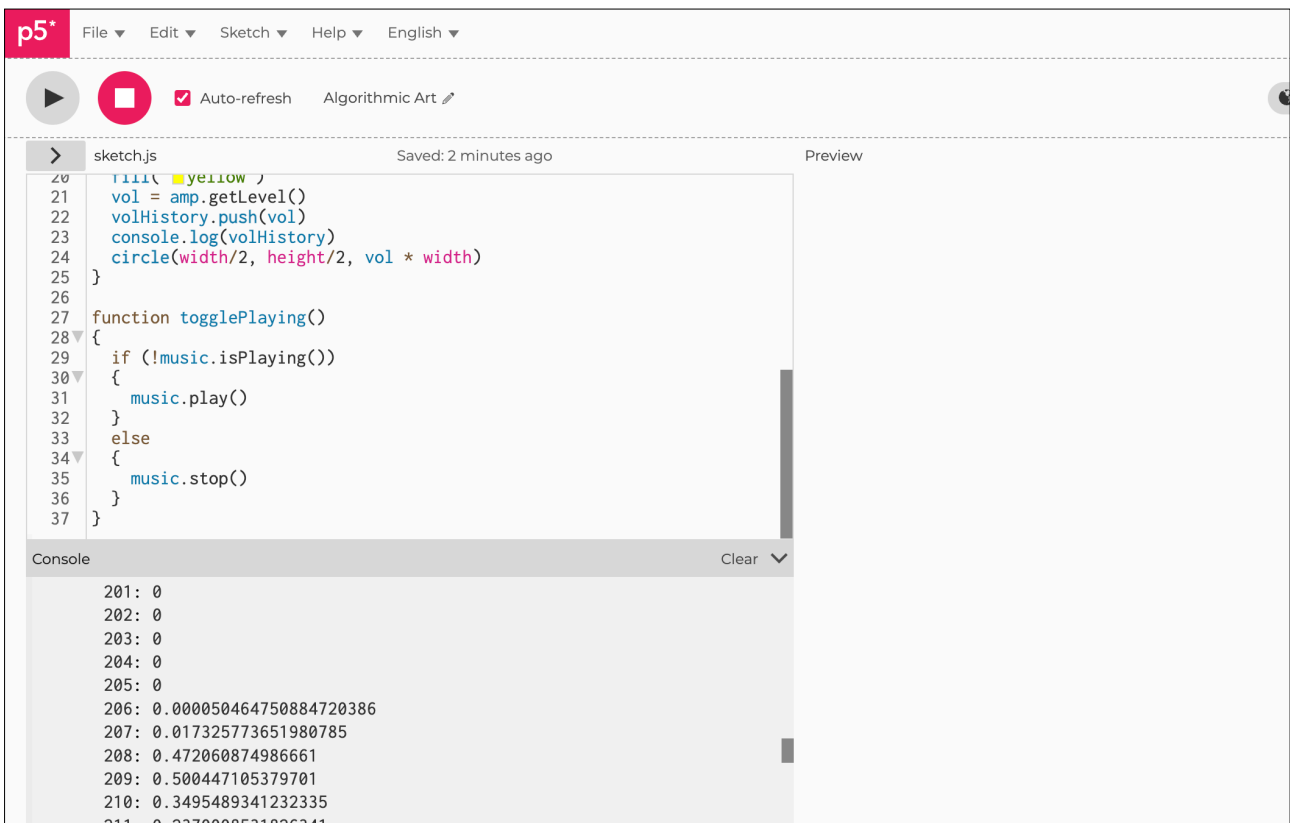 p5* File Edit Sketch Help English
Auto-refresh Algorithmic Art
sketch.js Saved: 2 minutes ago Preview
20 fill( yellow )
21 vol = amp.getLevel()
22 volHistory.push(vol)
23 console.log(volHistory)
24 circle(width/2, height/2, vol * width)
25 }
26
27 function togglePlaying()
28 {
29 if (!music.isPlaying())
30 {
31 music.play()
32 }
33 else
34 {
35 music.stop()
36 }
37 }
Console Clear
201: 0
202: 0
203: 0
204: 0
205: 0
206: 0.000050464750884720386
207: 0.017325773651980785
208: 0.472060874986661
209: 0.500447105379701
210: 0.3495489341232335